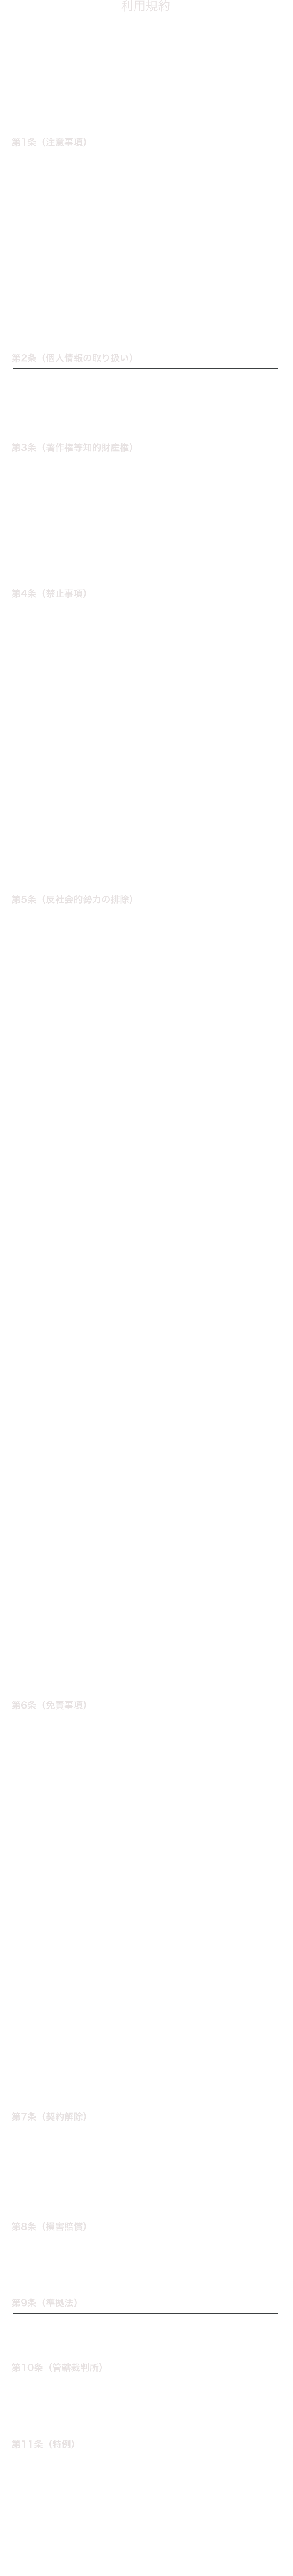 利用規約
第1条（注意事項）
第2条（個人情報の取り扱い）
第3条（著作権等知的財産権）
第4条（禁止事項）
第5条（反社会的勢力の排除）
第6条（免責事項）
第7条（契約解除）
第8条（損害賠償）
第9条（準拠法）
第10条（管轄裁判所）
第11条（特例）